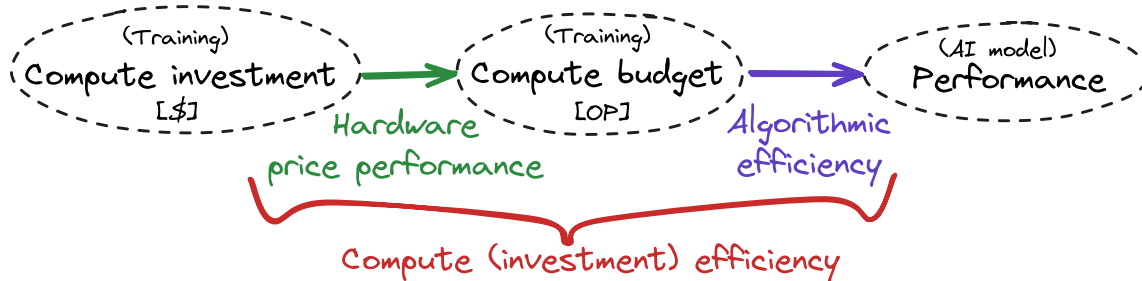 (Training)
Compute investment
[$]
Hardware
price performance
(Training)
Compute budget
[OP]
Algorithmic
efficiency
(AI model)
Performance
Compute (investment) efficiency